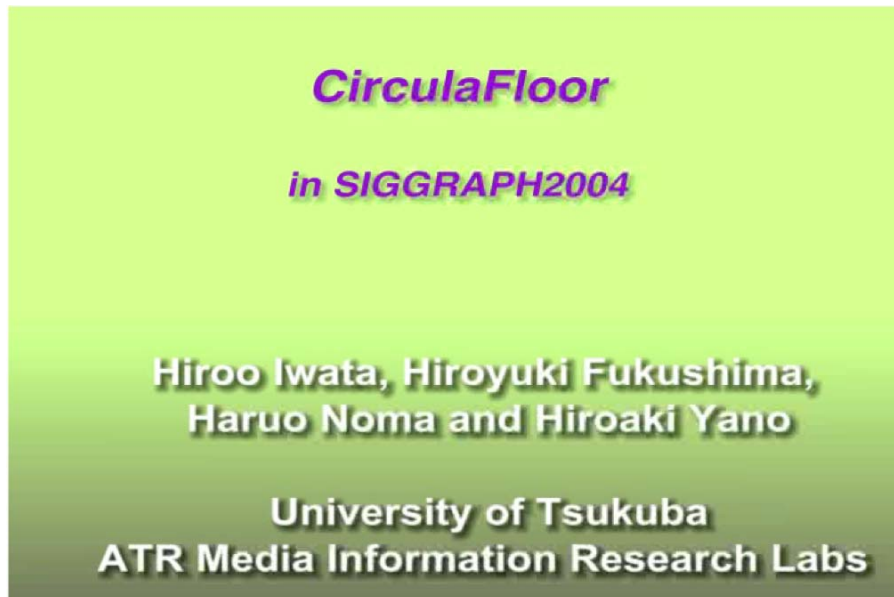 CirculaFloor
in SIGGRAPH2004
Hiroo Iwata, Hiroyuki Fukushima,
Haruo Noma and Hiroaki Yano
University of Tsukuba
ATR Media Information Research Labs